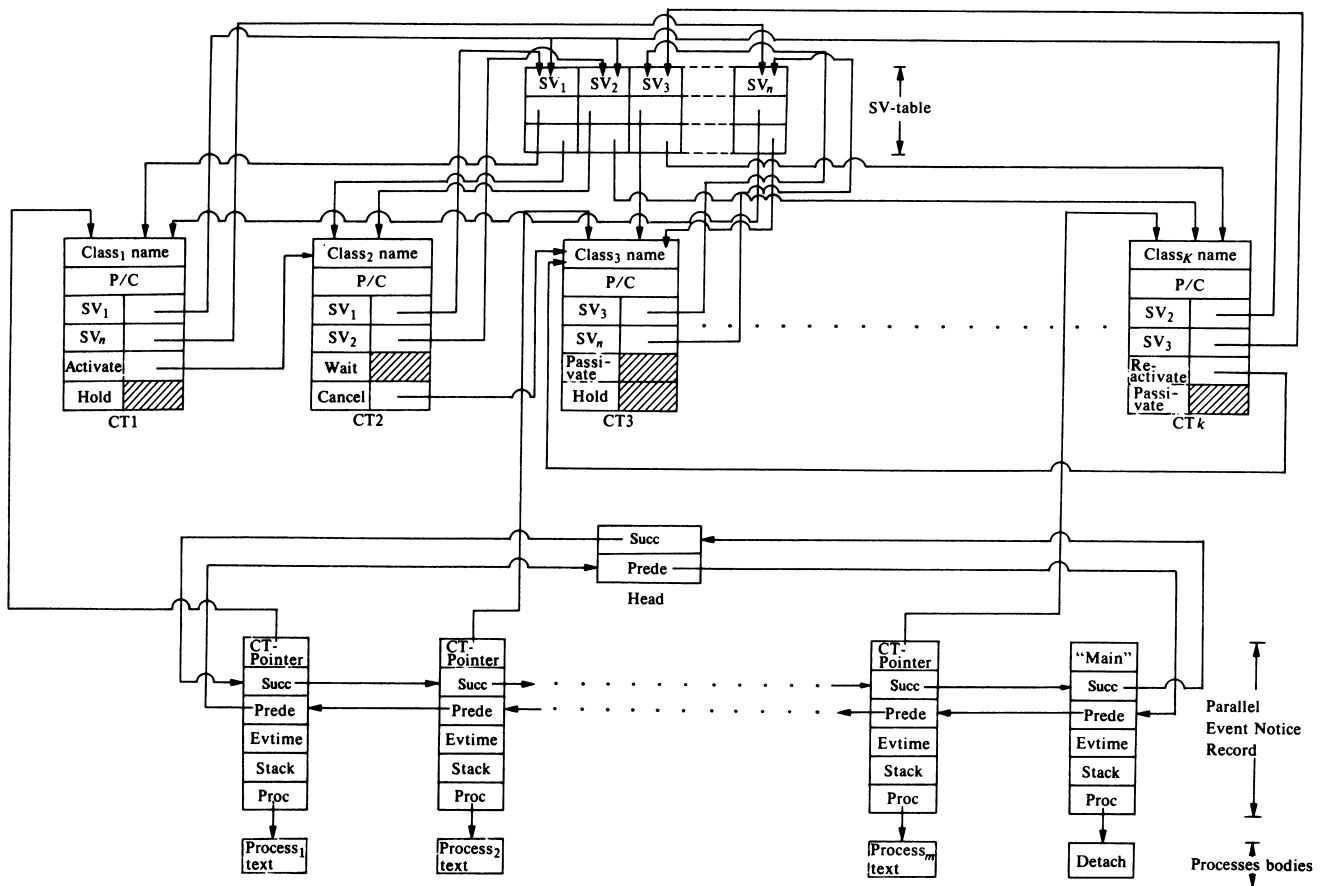 SV1 SV2 SV3 SVn
SV-table
Class1 name
P/C
SV1
SVn
Activate
Hold
CT1
Class2 name
P/C
SV1
SV2
Wait
Cancel
CT2
Class3 name
P/C
SV3
SVn
Passi-
vate
Hold
CT3
ClassK name
P/C
SV2
SV3
Re-
activate
Passi-
vate
CTk
Succ
Prede
Head
CT-
Pointer
Succ
Prede
Evtime
Stack
Proc
Process1
text
CT-
Pointer
Succ
Prede
Evtime
Stack
Proc
Process2
text
CT-
Pointer
Succ
Prede
Evtime
Stack
Proc
Processm
text
“Main”
Succ
Prede
Evtime
Stack
Proc
Detach
Parallel
Event Notice
Record
Processes bodies